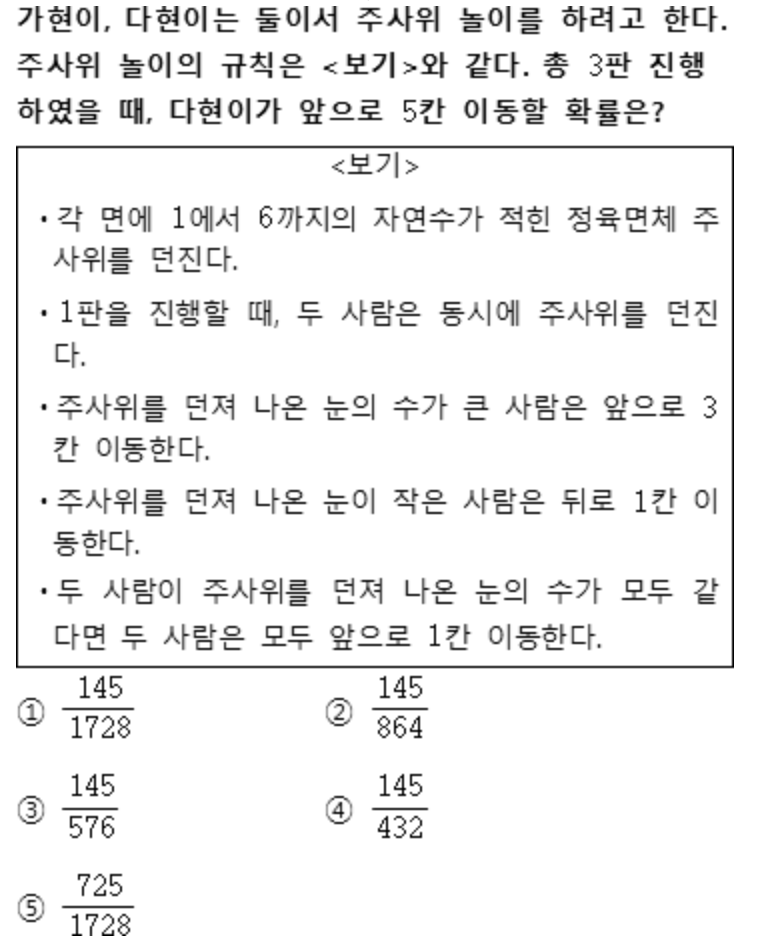 가현이, 다현이는 둘이서 주사위 놀이를 하려고 한다.
주사위 놀이의 규칙은 <보기>와 같다. 총 3판 진행
하였을 때, 다현이가 앞으로 5칸 이동할 확률은?
<보기>
·각 면에 1에서 6까지의 자연수가 적힌 정육면체 주
사위를 던진다.
·1판을 진행할 때, 두 사람은 동시에 주사위를 던진
다.
·주사위를 던져 나온 눈의 수가 큰 사람은 앞으로 3
칸 이동한다.
·주사위를 던져 나온 눈이 작은 사람은 뒤로 1칸 이
동한다.
·두 사람이 주사위를 던져 나온 눈의 수가 모두 같
다면 두 사람은 모두 앞으로 1칸 이동한다.
① 145/1728 ② 145/864
③ 145/576 ④ 145/432
⑤ 725/1728